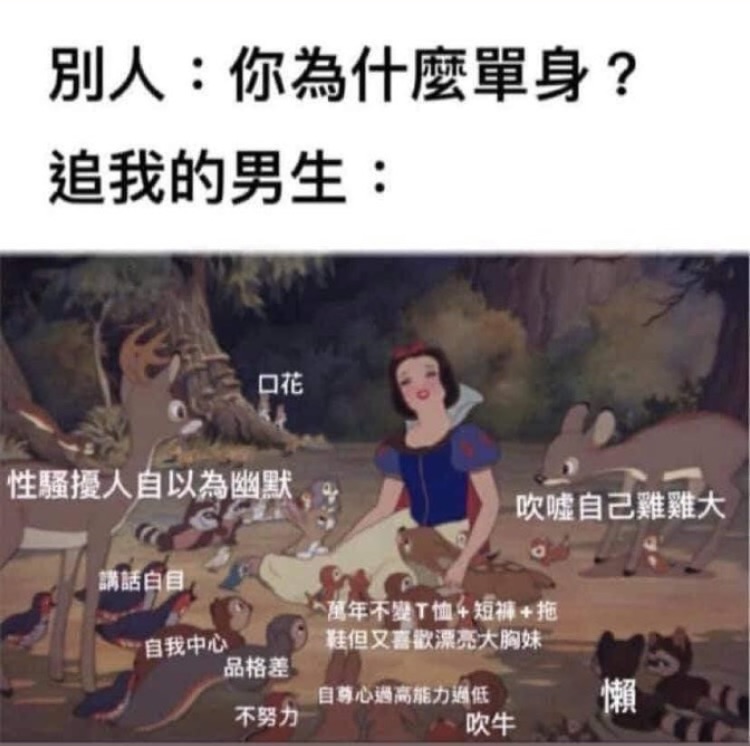 別人：你為什麼單身？
追我的男生：
口花
性騷擾人自以為幽默
吹噓自己雞雞大
講話白目
萬年不變T恤+短褲+拖
鞋但又喜歡漂亮大胸妹
自我中心
品格差
自尊心過高能力過低
懶
不努力
吹牛